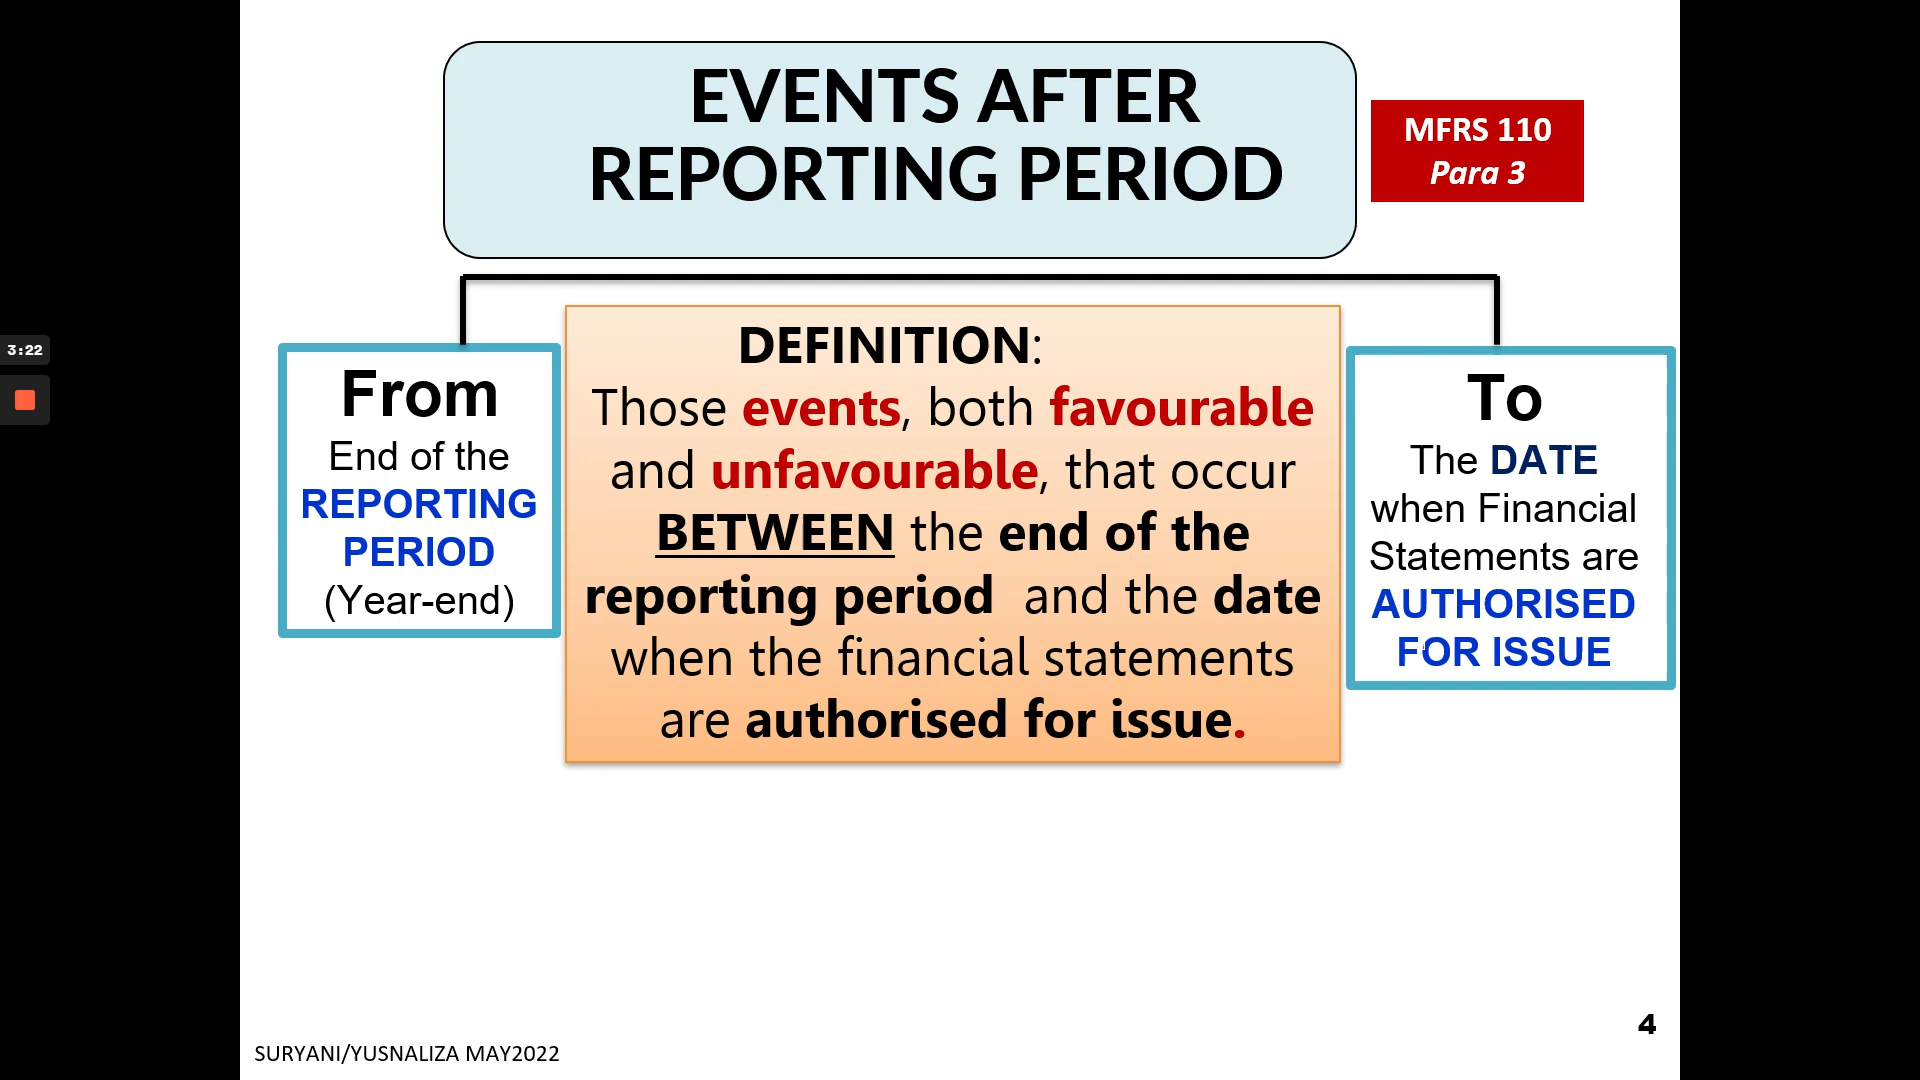 EVENTS AFTER
REPORTING PERIOD
MFRS 110
Para 3
3:22
From
End of the
REPORTING
PERIOD
(Year-end)
DEFINITION:
Those events, both favourable
and unfavourable, that occur
BETWEEN the end of the
reporting period and the date
when the financial statements
are authorised for issue.
To
The DATE
when Financial
Statements are
AUTHORISED
FOR ISSUE
4
SURYANI/YUSNALIZA MAY2022